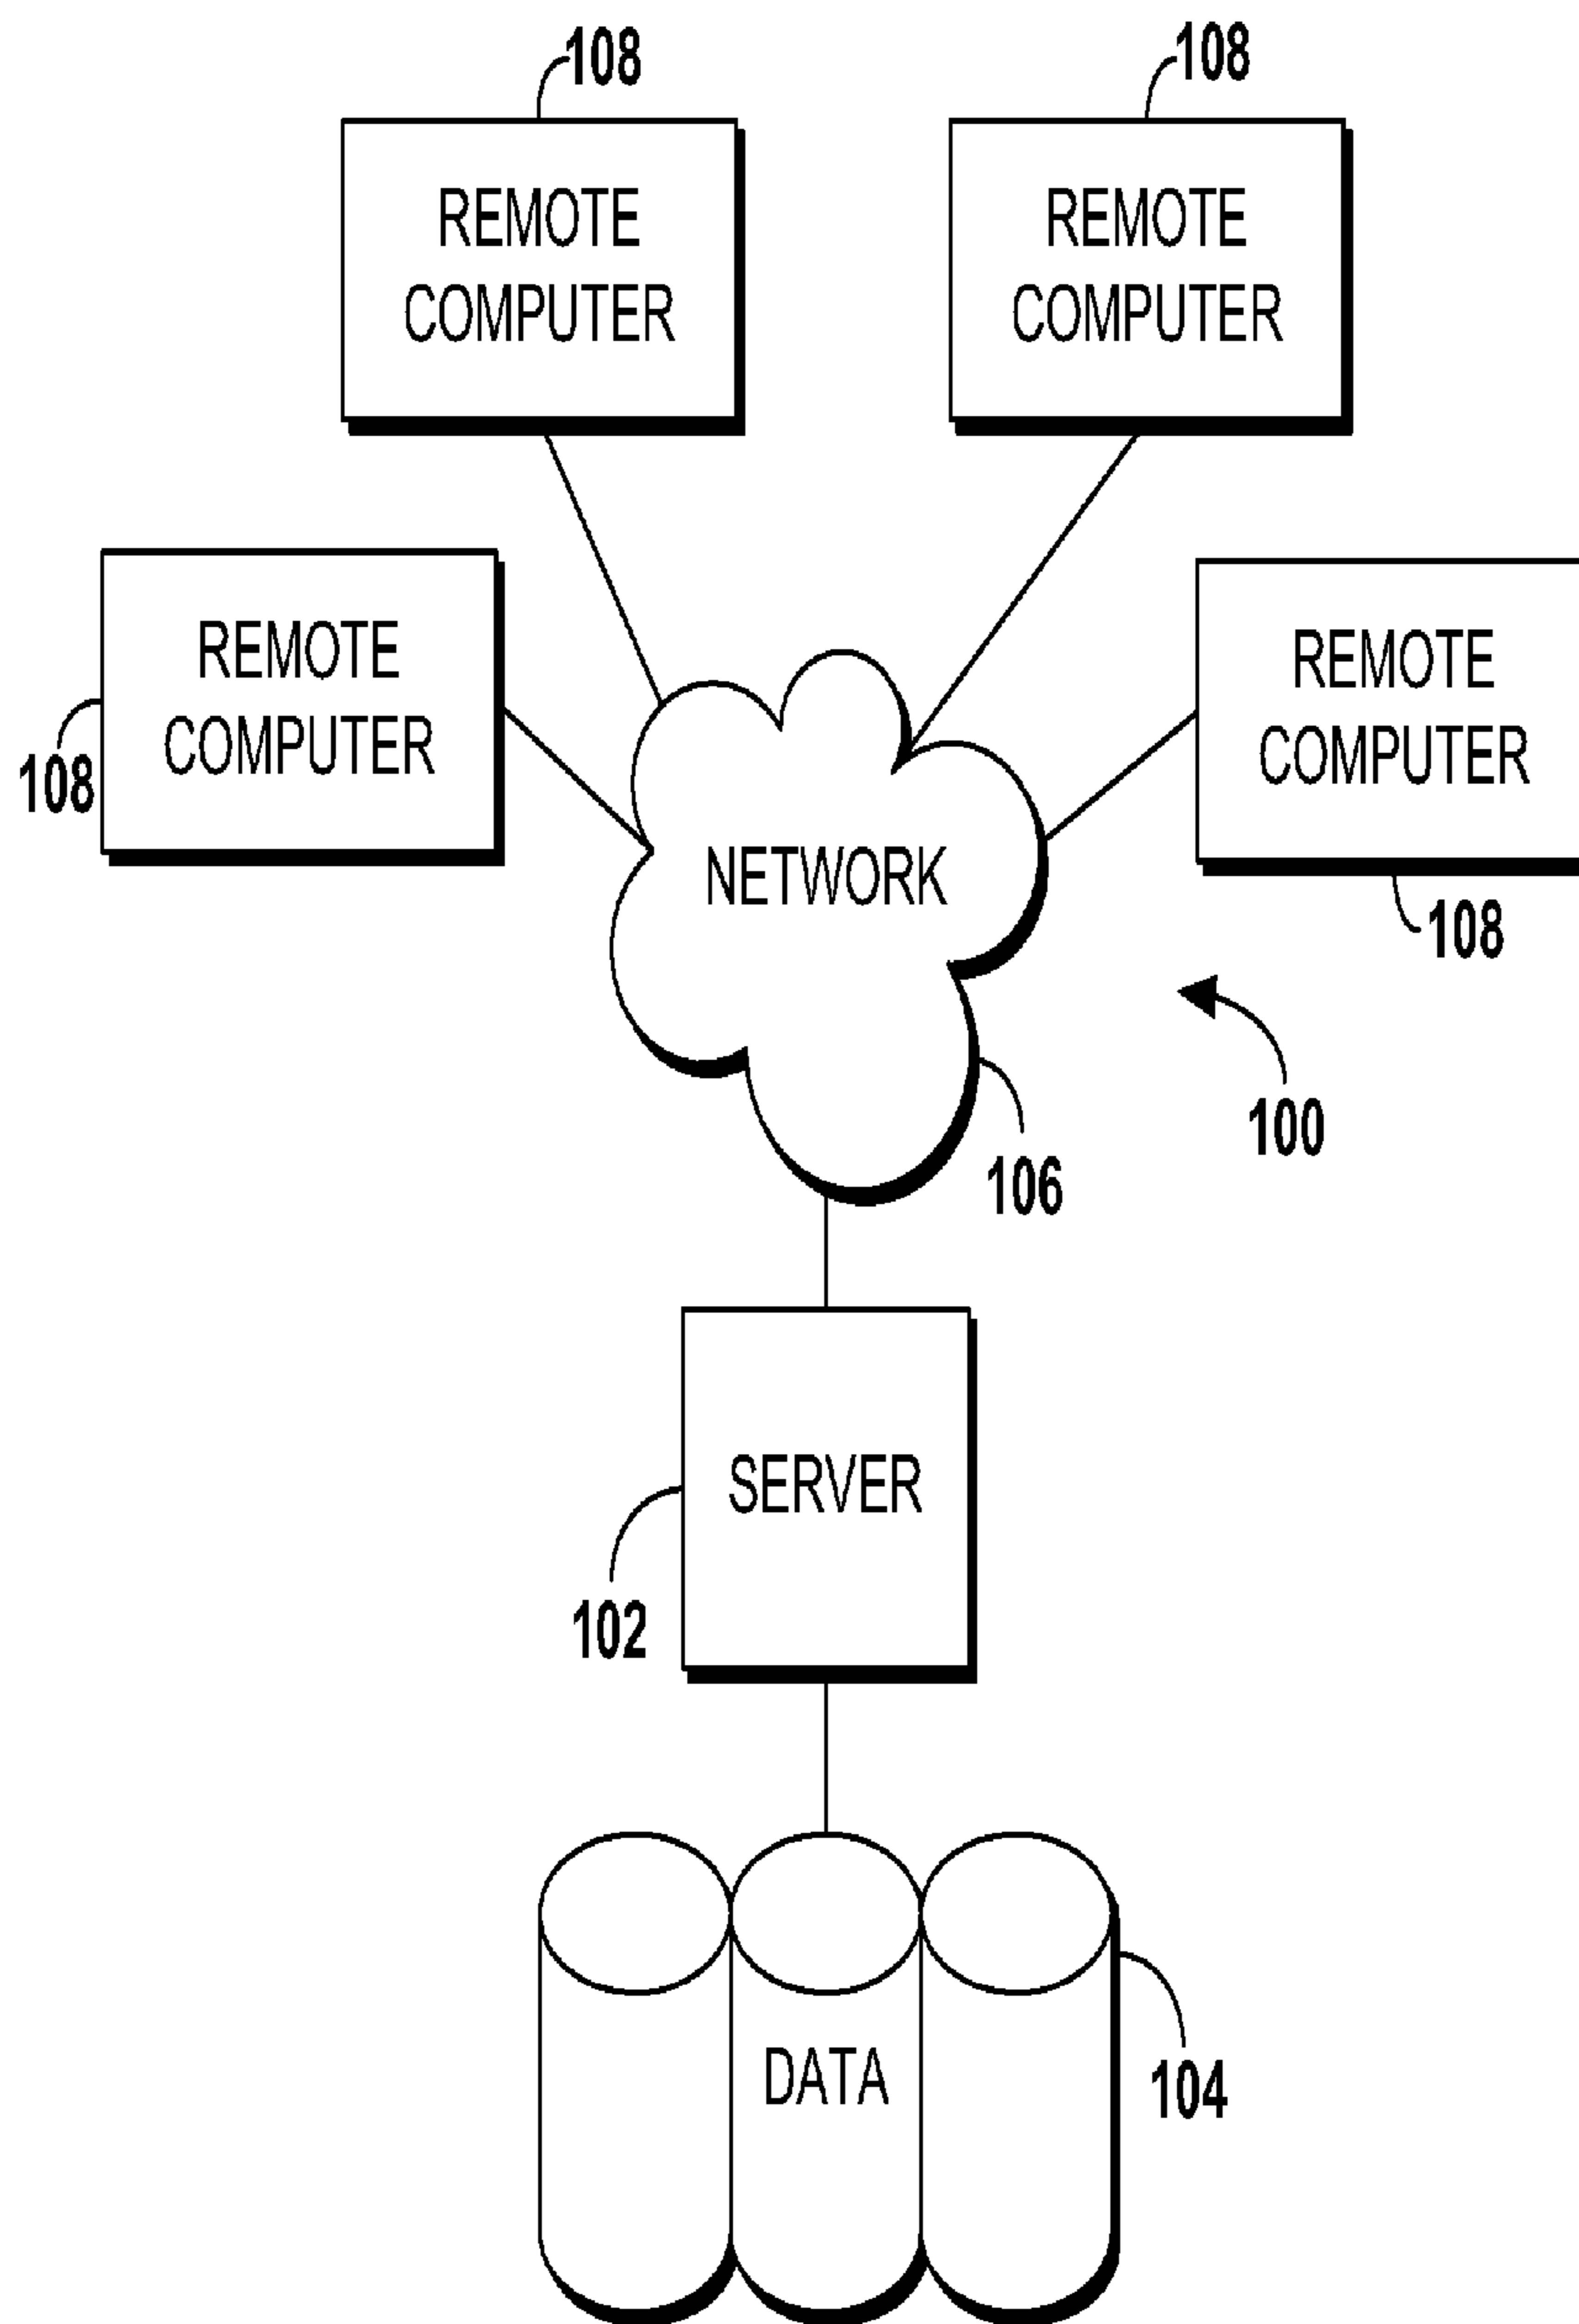 108
108
REMOTE
COMPUTER
REMOTE
COMPUTER
REMOTE
COMPUTER
108
REMOTE
COMPUTER
108
NETWORK
100
106
SERVER
102
DATA
104